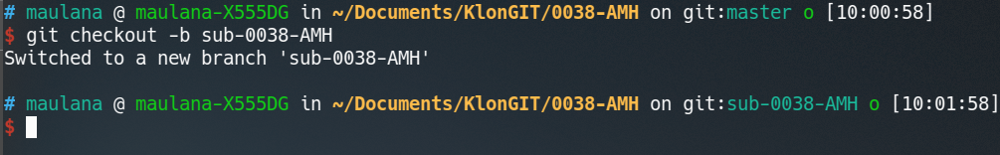 # maulana @ maulana-X555DG in ~/Documents/KlonGIT/0038-AMH on git:master o [10:00:58]
$ git checkout -b sub-0038-AMH
Switched to a new branch 'sub-0038-AMH'
# maulana @ maulana-X555DG in ~/Documents/KlonGIT/0038-AMH on git:sub-0038-AMH o [10:01:58]
$